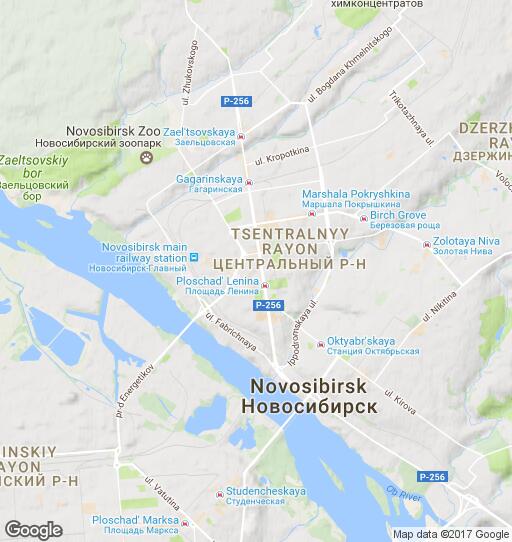 химконцентратов
ul. Zhukovskogo
ul. Bogdana Khmelnitskogo
P-256
Trikotazhnaya ul.
Novosibirsk Zoo
Новосибирский зоопарк
Zael'tsovskaya
Заельцовская
DZERZH
RA
ДЗЕРЖИН
Zaeltsovskiy
bor
Заельцовский
бор
ul. Kropotkina
Gagarinskaya
Гагаринская
Marshala Pokryshkina
Маршала Покрышкина
Birch Grove
Березовая роща
TSENTRALNYY
RAYON
ЦЕНТРАЛЬНЫЙ Р-Н
Zolotaya Niva
Золотая Нива
Novosibirsk main
railway station
Новосибирск-Главный
Ploschad' Lenina
Площадь Ленина
P-256
ul. Nikitina
Ippodromskaya ul.
ul. Fabrichnaya
Oktyabr'skaya
Станция Октябрьская
pr-d Energetikov
Novosibirsk
Новосибирск
ul. Kirova
INSKIY
AYON
СКИЙ Р-Н
ul. Vatutina
P-256
Ob River
Studencheskaya
Студенческая
Ploschad' Marksa
Площадь Маркса
Google
Map data ©2017 Google